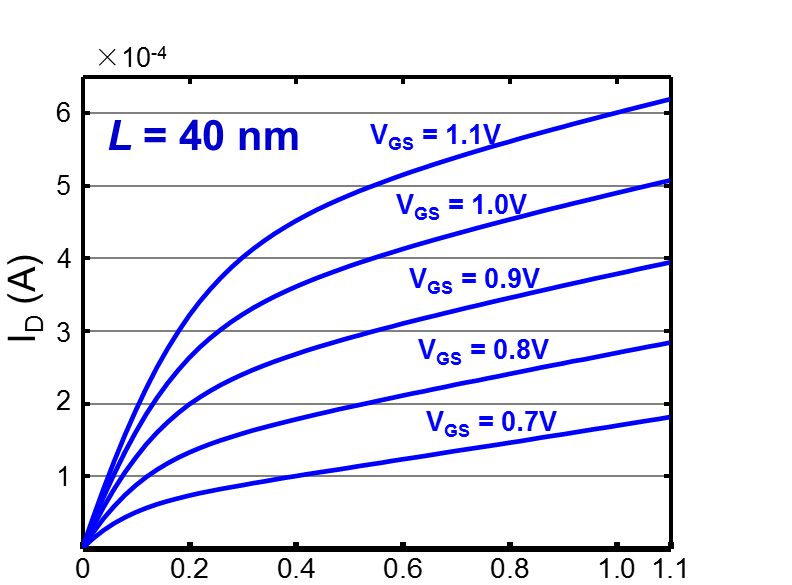 ×10-4
L = 40 nm
VGS = 1.1V
VGS = 1.0V
VGS = 0.9V
VGS = 0.8V
VGS = 0.7V
ID (A)
6
5
4
3
2
1
0 0.2 0.4 0.6 0.8 1.0 1.1